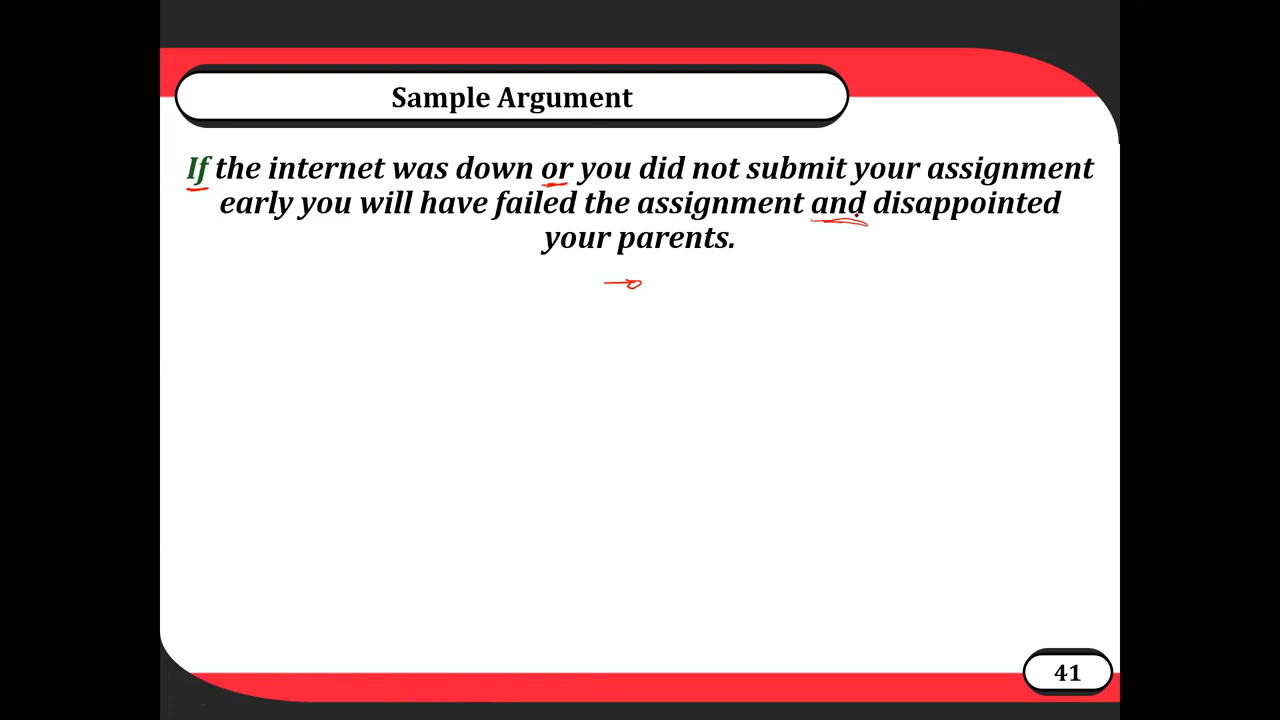 Sample Argument
If the internet was down or you did not submit your assignment
early you will have failed the assignment and disappointed
your parents.
41